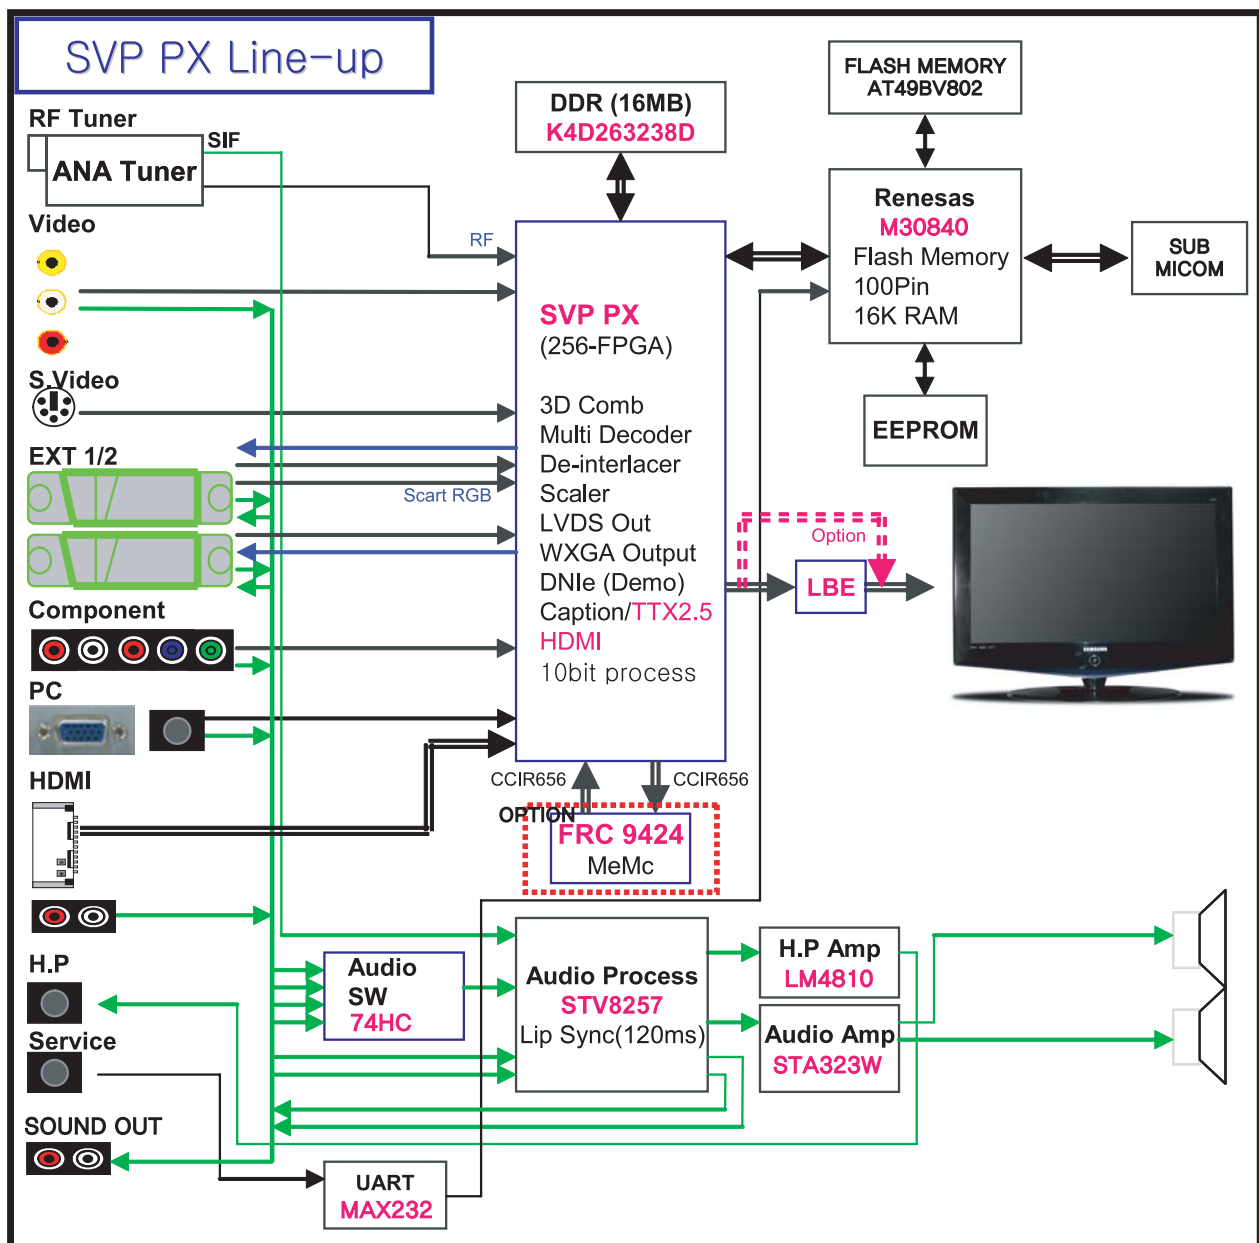 SVP PX Line-up
RF Tuner
SIF
ANA Tuner
Video
RF
S.Video
EXT 1/2
Scart RGB
Component
PC
HDMI
H.P
Service
SOUND OUT
DDR (16MB)
K4D263238D
FLASH MEMORY
AT49BV802
Renesas
M30840
Flash Memory
100Pin
16K RAM
SUB
MICOM
EEPROM
SVP PX
(256-FPGA)
3D Comb
Multi Decoder
De-interlacer
Scaler
LVDS Out
WXGA Output
DNIe (Demo)
Caption/TTX2.5
HDMI
10bit process
Option
LBE
SAMSUNG
CCIR656
CCIR656
OPTION
FRC 9424
MeMc
Audio
SW
74HC
Audio Process
STV8257
Lip Sync(120ms)
H.P Amp
LM4810
Audio Amp
STA323W
UART
MAX232